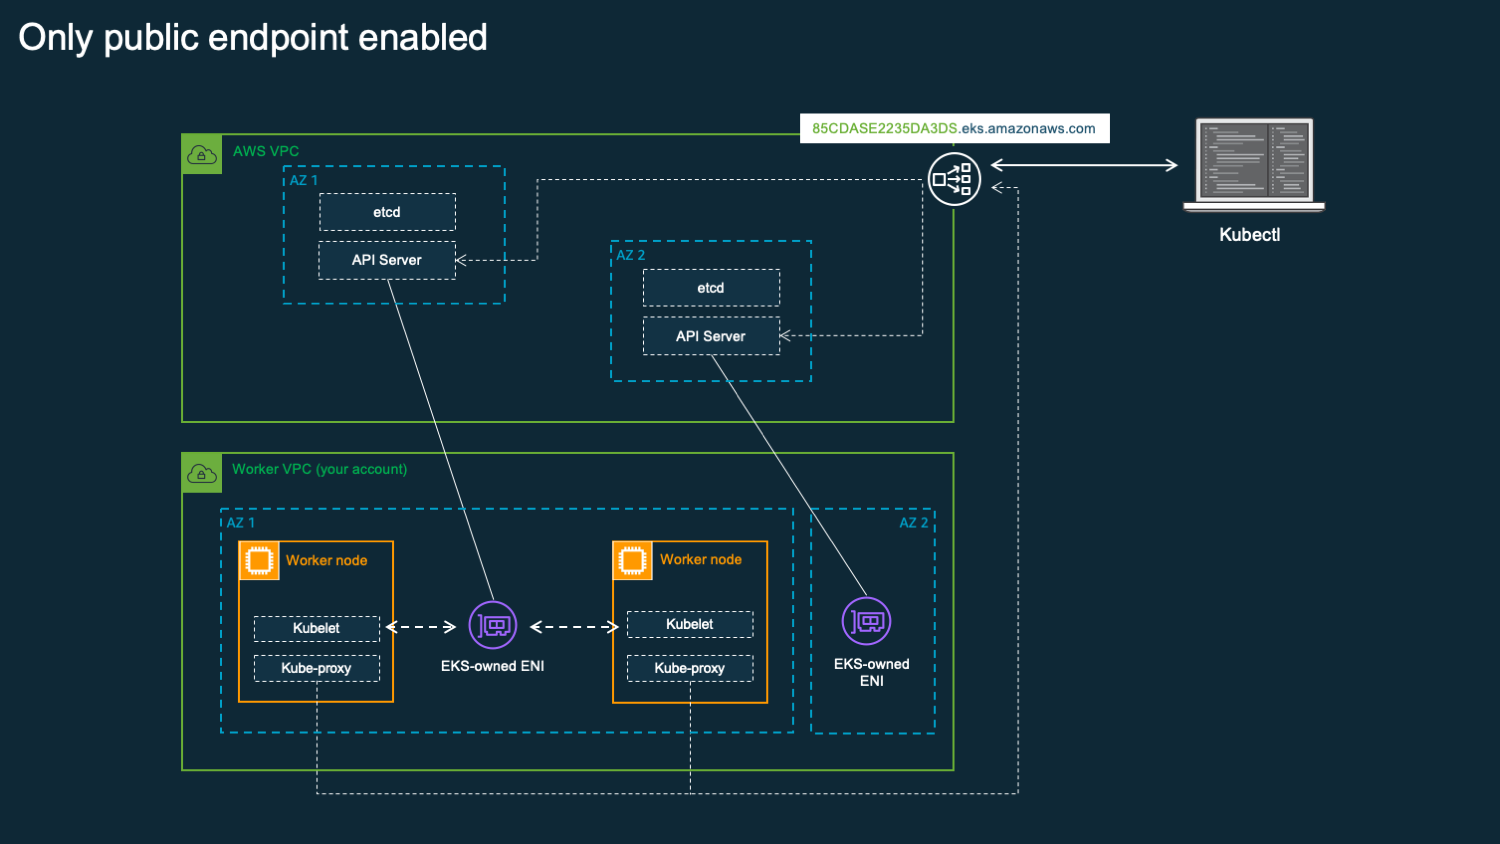 Only public endpoint enabled
85CDASE2235DA3DS.eks.amazonaws.com
AWS VPC
AZ 1
etcd
API Server
AZ 2
etcd
API Server
Kubectl
Worker VPC (your account)
AZ 1
Worker node
Kubelet
Kube-proxy
EKS-owned ENI
Worker node
Kubelet
Kube-proxy
AZ 2
EKS-owned
ENI